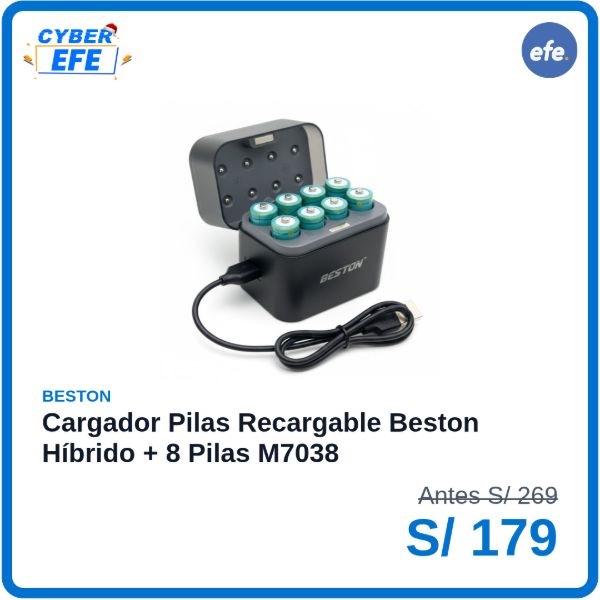 CYBER
EFE
efe.
BESTON
BESTON
Cargador Pilas Recargable Beston
Híbrido + 8 Pilas M7038
Antes S/ 269
S/ 179